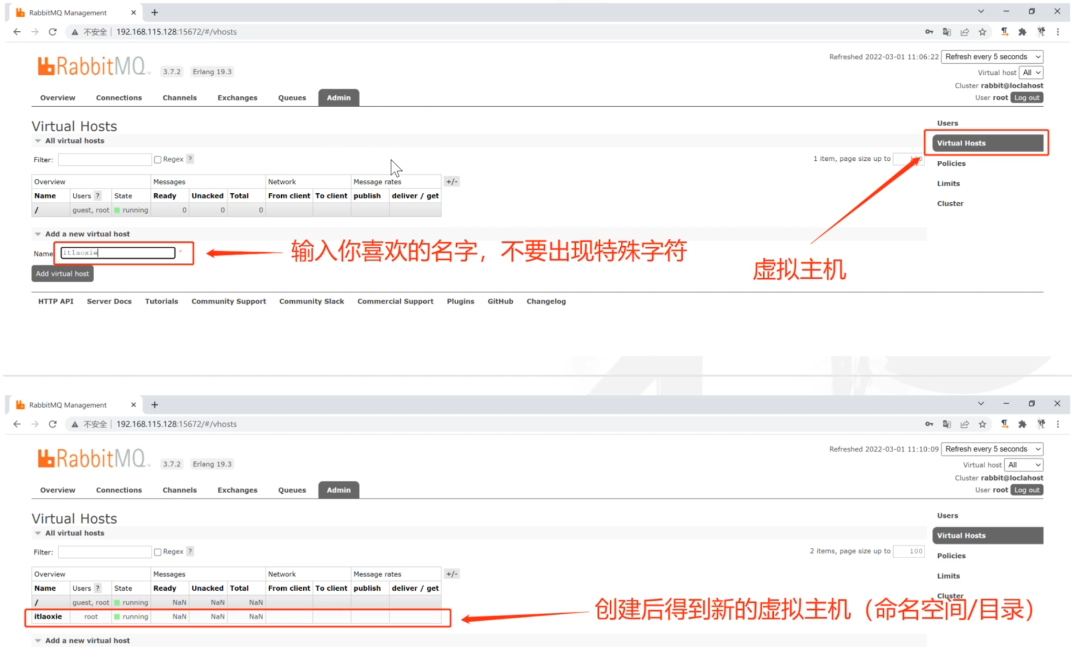 RabbitMQ Management
不安全 192.168.115.128:15672/#/vhosts
RabbitMQ 3.7.2 Erlang 19.3
Refreshed 2022-03-01 11:06:22 Refresh every 5 seconds
Virtual host All
Cluster rabbit@loclahost
User root Log out
Overview Connections Channels Exchanges Queues Admin
Virtual Hosts
All virtual hosts
Filter: Regex ?
1 item, page size up to
Users
Virtual Hosts
Policies
Limits
Cluster
Overview Messages Network Message rates +/-
Name Users ? State Ready Unacked Total From client To client publish deliver / get
/ guest, root running 0 0 0
Add a new virtual host
Name itlaoxie *
输入你喜欢的名字，不要出现特殊字符
虚拟主机
Add virtual host
HTTP API Server Docs Tutorials Community Support Community Slack Commercial Support Plugins GitHub Changelog
RabbitMQ Management
不安全 192.168.115.128:15672/#/vhosts
RabbitMQ 3.7.2 Erlang 19.3
Refreshed 2022-03-01 11:10:09 Refresh every 5 seconds
Virtual host All
Cluster rabbit@loclahost
User root Log out
Overview Connections Channels Exchanges Queues Admin
Virtual Hosts
All virtual hosts
Filter: Regex ?
2 items, page size up to 100
Users
Virtual Hosts
Policies
Limits
Cluster
Overview Messages Network Message rates +/-
Name Users ? State Ready Unacked Total From client To client publish deliver / get
/ guest, root running NaN NaN NaN
itlaoxie root running NaN NaN NaN
创建后得到新的虚拟主机（命名空间/目录）
Add a new virtual host